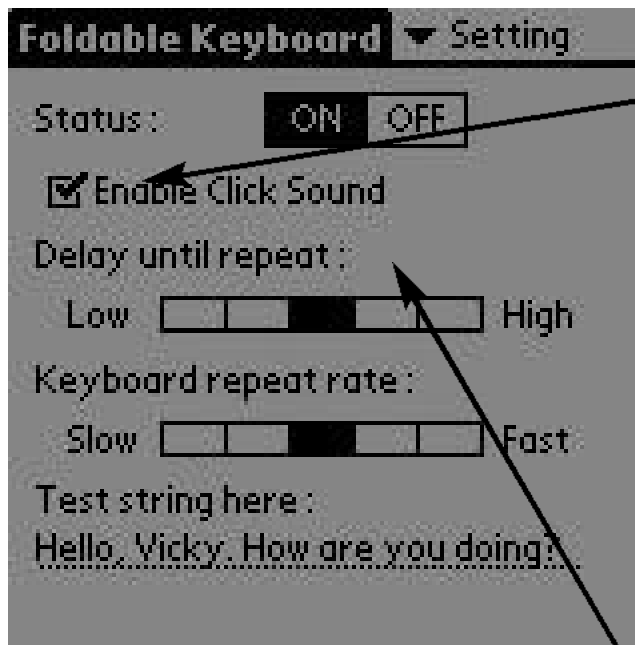 Foldable Keyboard Setting
Status : ON OFF
Enable Click Sound
Delay until repeat :
Low High
Keyboard repeat rate :
Slow Fast
Test string here :
Hello, Vicky. How are you doing?